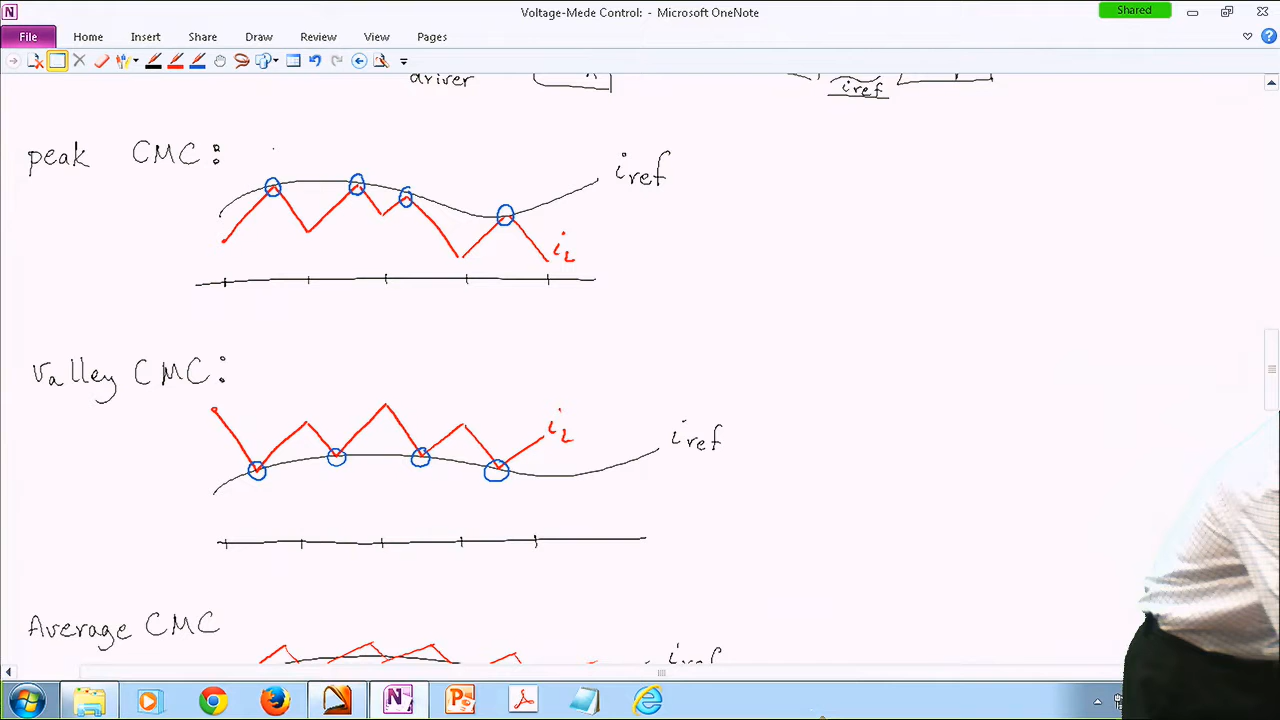 Voltage-Mede Control: - Microsoft OneNote
Shared
File Home Insert Share Draw Review View Pages
driver
iref
peak CMC:
iref
iL
Valley CMC:
iL
iref
Average CMC
iref